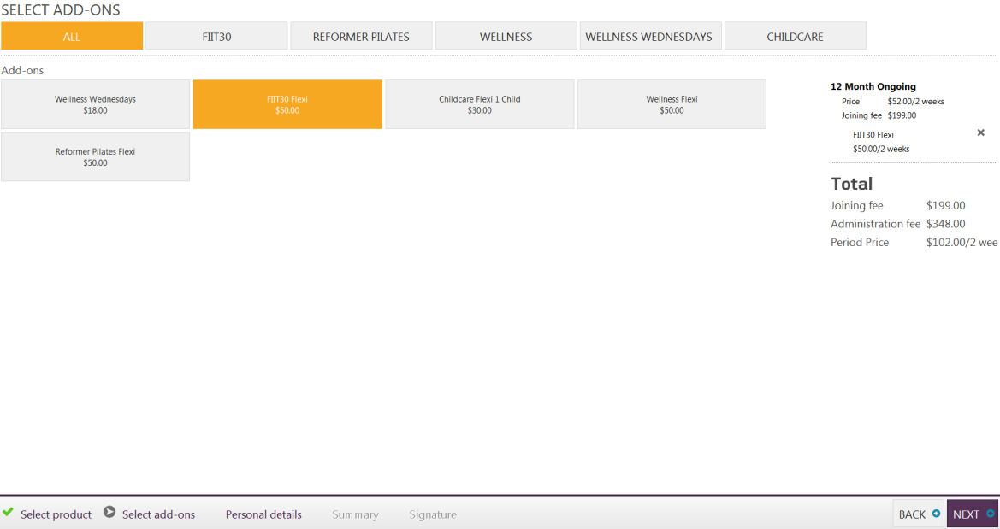 SELECT ADD-ONS
ALL
FIIT30
REFORMER PILATES
WELLNESS
WELLNESS WEDNESDAYS
CHILDCARE
Add-ons
Wellness Wednesdays
$18.00
FIIT30 Flexi
$50.00
Childcare Flexi 1 Child
$30.00
Wellness Flexi
$50.00
Reformer Pilates Flexi
$50.00
12 Month Ongoing
Price $52.00/2 weeks
Joining fee $199.00
FIIT30 Flexi
$50.00/2 weeks
Total
Joining fee $199.00
Administration fee $348.00
Period Price $102.00/2 wee
Select product
Select add-ons
Personal details
Summary
Signature
BACK
NEXT